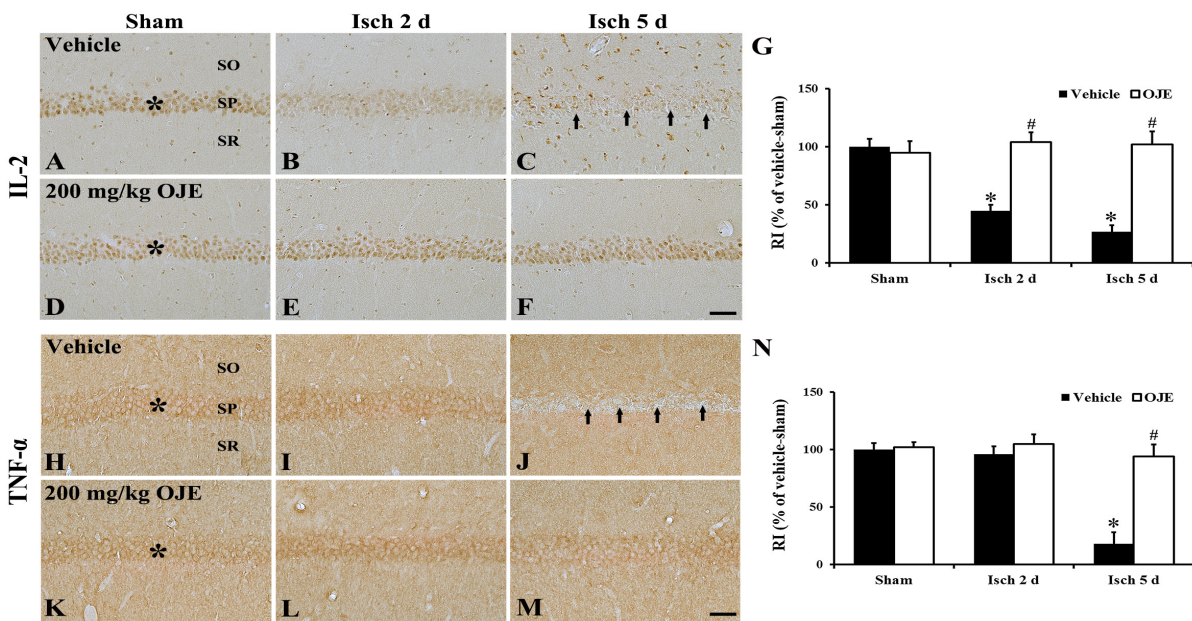 Sham Isch 2 d Isch 5 d
IL-2
Vehicle
SO
* SP
SR
A B C
200 mg/kg OJE
*
D E F
G
Vehicle OJE
RI (% of vehicle-sham)
150
100
50
0
# #
* *
Sham Isch 2 d Isch 5 d
TNF-α
Vehicle
SO
* SP
SR
H I J
200 mg/kg OJE
*
K L M
N
Vehicle OJE
RI (% of vehicle-sham)
150
100
50
0
#
*
Sham Isch 2 d Isch 5 d